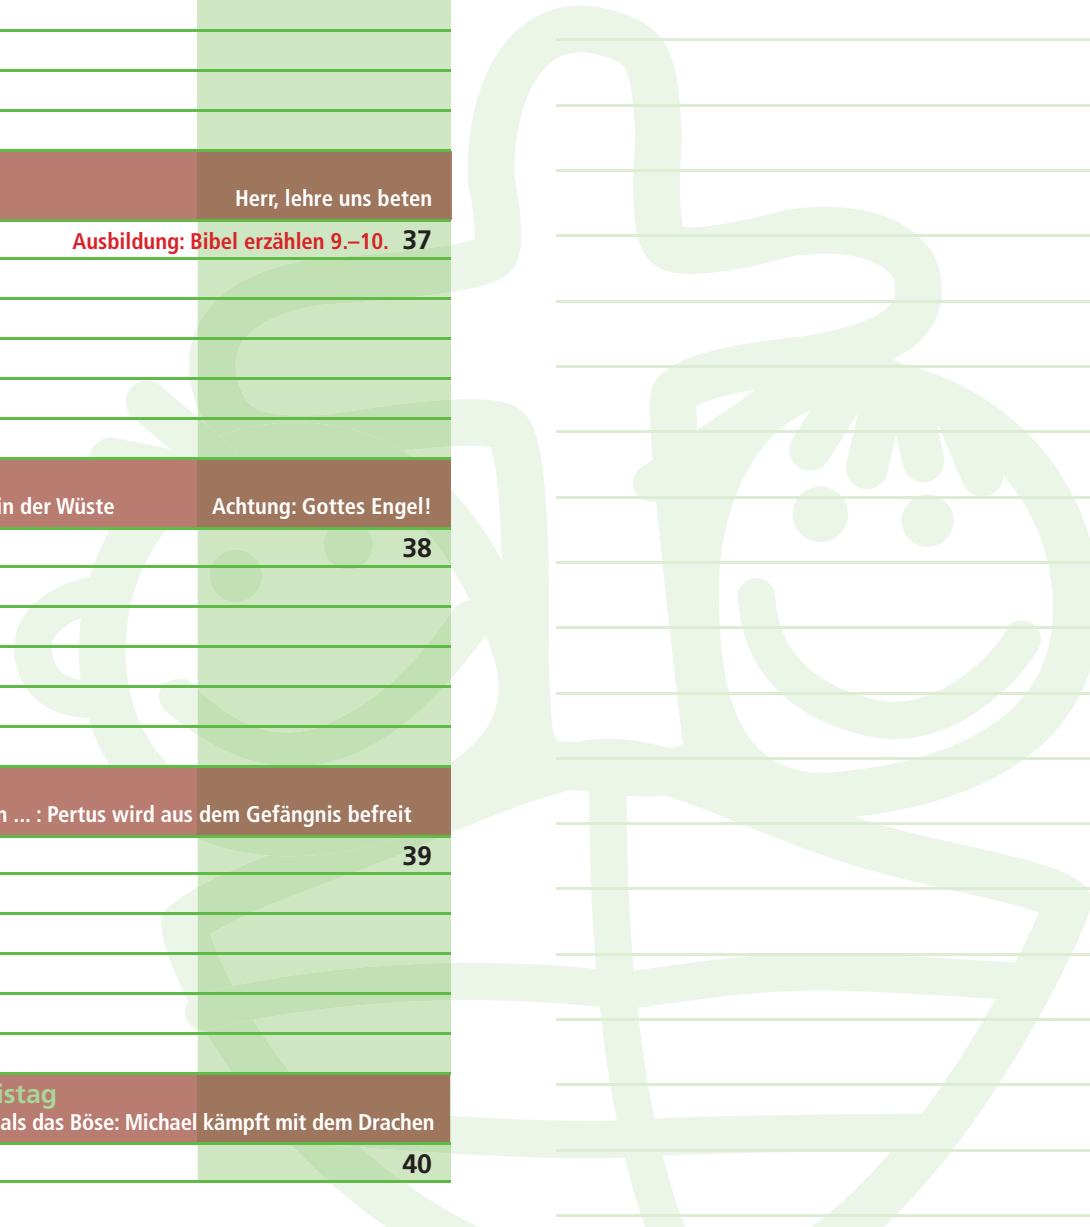 Herr, lehre uns beten
Ausbildung: Bibel erzählen 9.–10. 37
in der Wüste Achtung: Gottes Engel!
38
... : Pertus wird aus dem Gefängnis befreit
39
istag
als das Böse: Michael kämpft mit dem Drachen
40